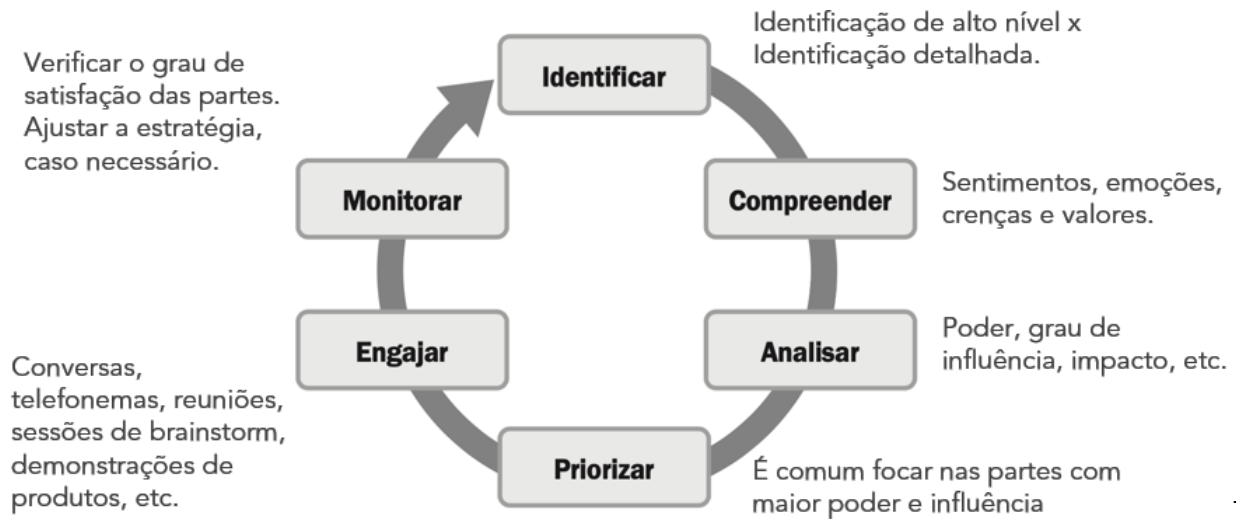 Identificar
Identificação de alto nível x
Identificação detalhada.
Compreender
Sentimentos, emoções,
crenças e valores.
Analisar
Poder, grau de
influência, impacto, etc.
Priorizar
É comum focar nas partes com
maior poder e influência
Engajar
Conversas,
telefonemas, reuniões,
sessões de brainstorm,
demonstrações de
produtos, etc.
Monitorar
Verificar o grau de
satisfação das partes.
Ajustar a estratégia,
caso necessário.